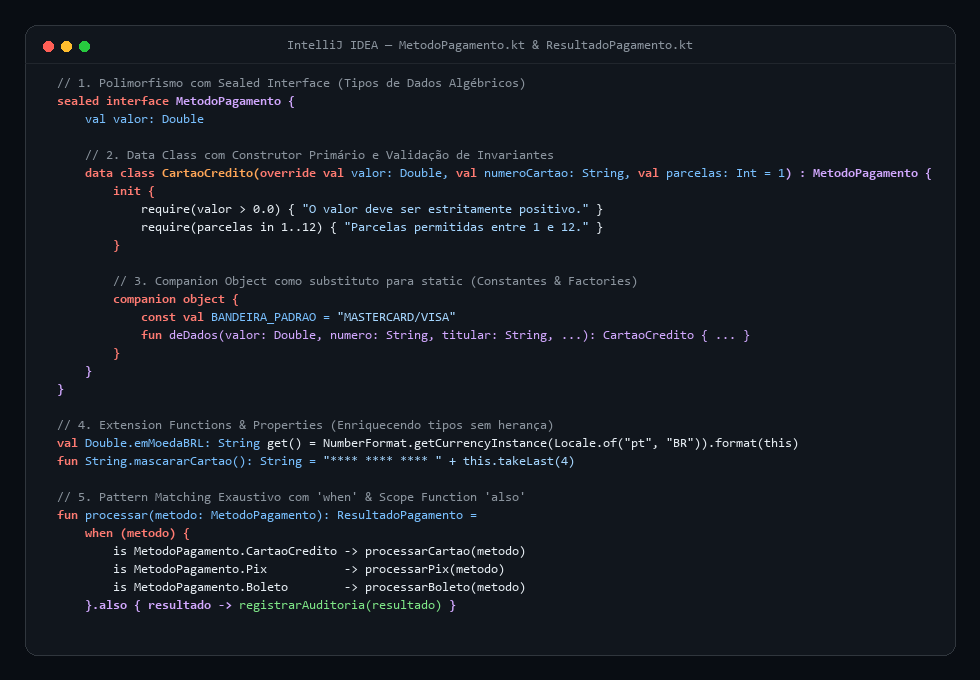 IntelliJ IDEA — MetodoPagamento.kt & ResultadoPagamento.kt
// 1. Polimorfismo com Sealed Interface (Tipos de Dados Algébricos)
sealed interface MetodoPagamento {
    val valor: Double
    // 2. Data Class com Construtor Primário e Validação de Invariantes
    data class CartaoCredito(override val valor: Double, val numeroCartao: String, val parcelas: Int = 1) : MetodoPagamento {
        init {
            require(valor > 0.0) { "O valor deve ser estritamente positivo." }
            require(parcelas in 1..12) { "Parcelas permitidas entre 1 e 12." }
        }
        // 3. Companion Object como substituto para static (Constantes & Factories)
        companion object {
            const val BANDEIRA_PADRAO = "MASTERCARD/VISA"
            fun deDados(valor: Double, numero: String, titular: String, ...): CartaoCredito { ... }
        }
    }
}
// 4. Extension Functions & Properties (Enriquecendo tipos sem herança)
val Double.emMoedaBRL: String get() = NumberFormat.getCurrencyInstance(Locale.of("pt", "BR")).format(this)
fun String.mascararCartao(): String = "**** **** **** " + this.takeLast(4)
// 5. Pattern Matching Exaustivo com 'when' & Scope Function 'also'
fun processar(metodo: MetodoPagamento): ResultadoPagamento =
    when (metodo) {
        is MetodoPagamento.CartaoCredito -> processarCartao(metodo)
        is MetodoPagamento.Pix           -> processarPix(metodo)
        is MetodoPagamento.Boleto        -> processarBoleto(metodo)
    }.also { resultado -> registrarAuditoria(resultado) }